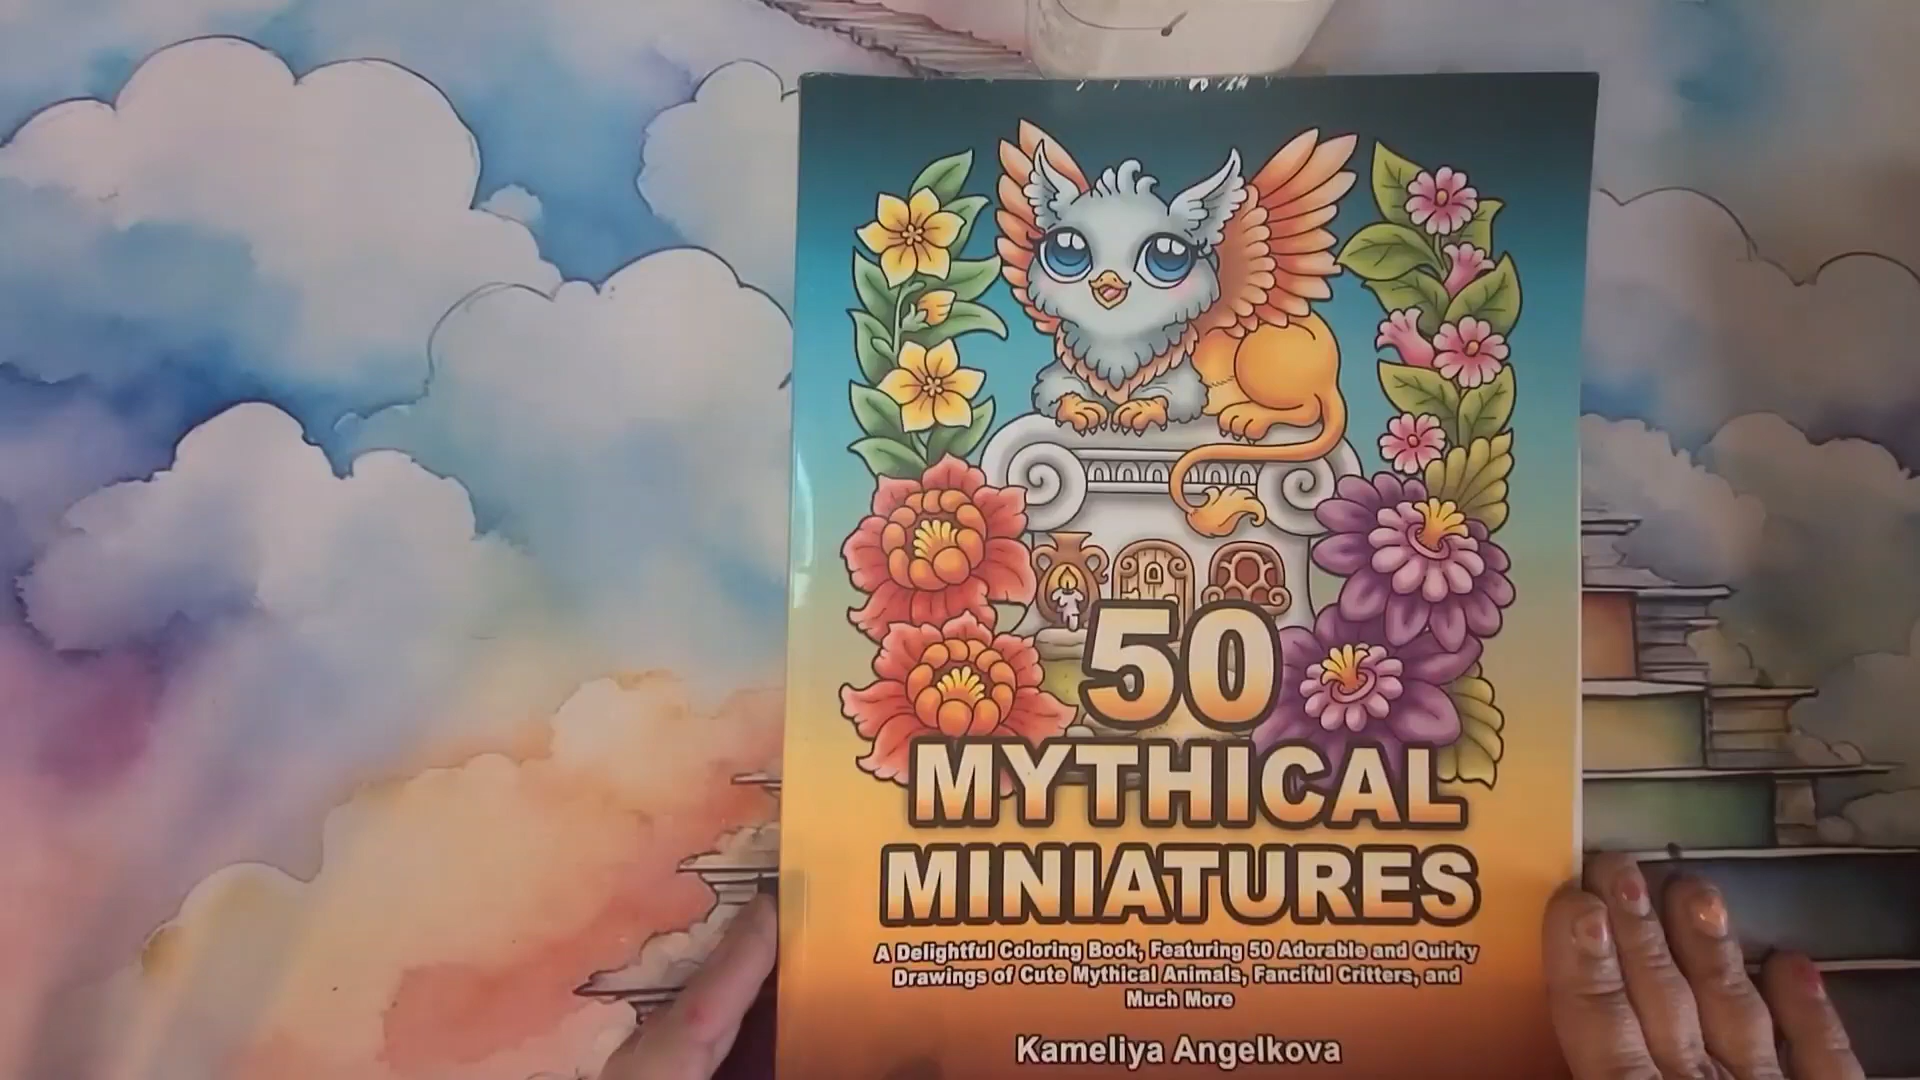 50
MYTHICAL
MINIATURES
A Delightful Coloring Book, Featuring 50 Adorable and Quirky
Drawings of Cute Mythical Animals, Fanciful Critters, and
Much More
Kameliya Angelkova